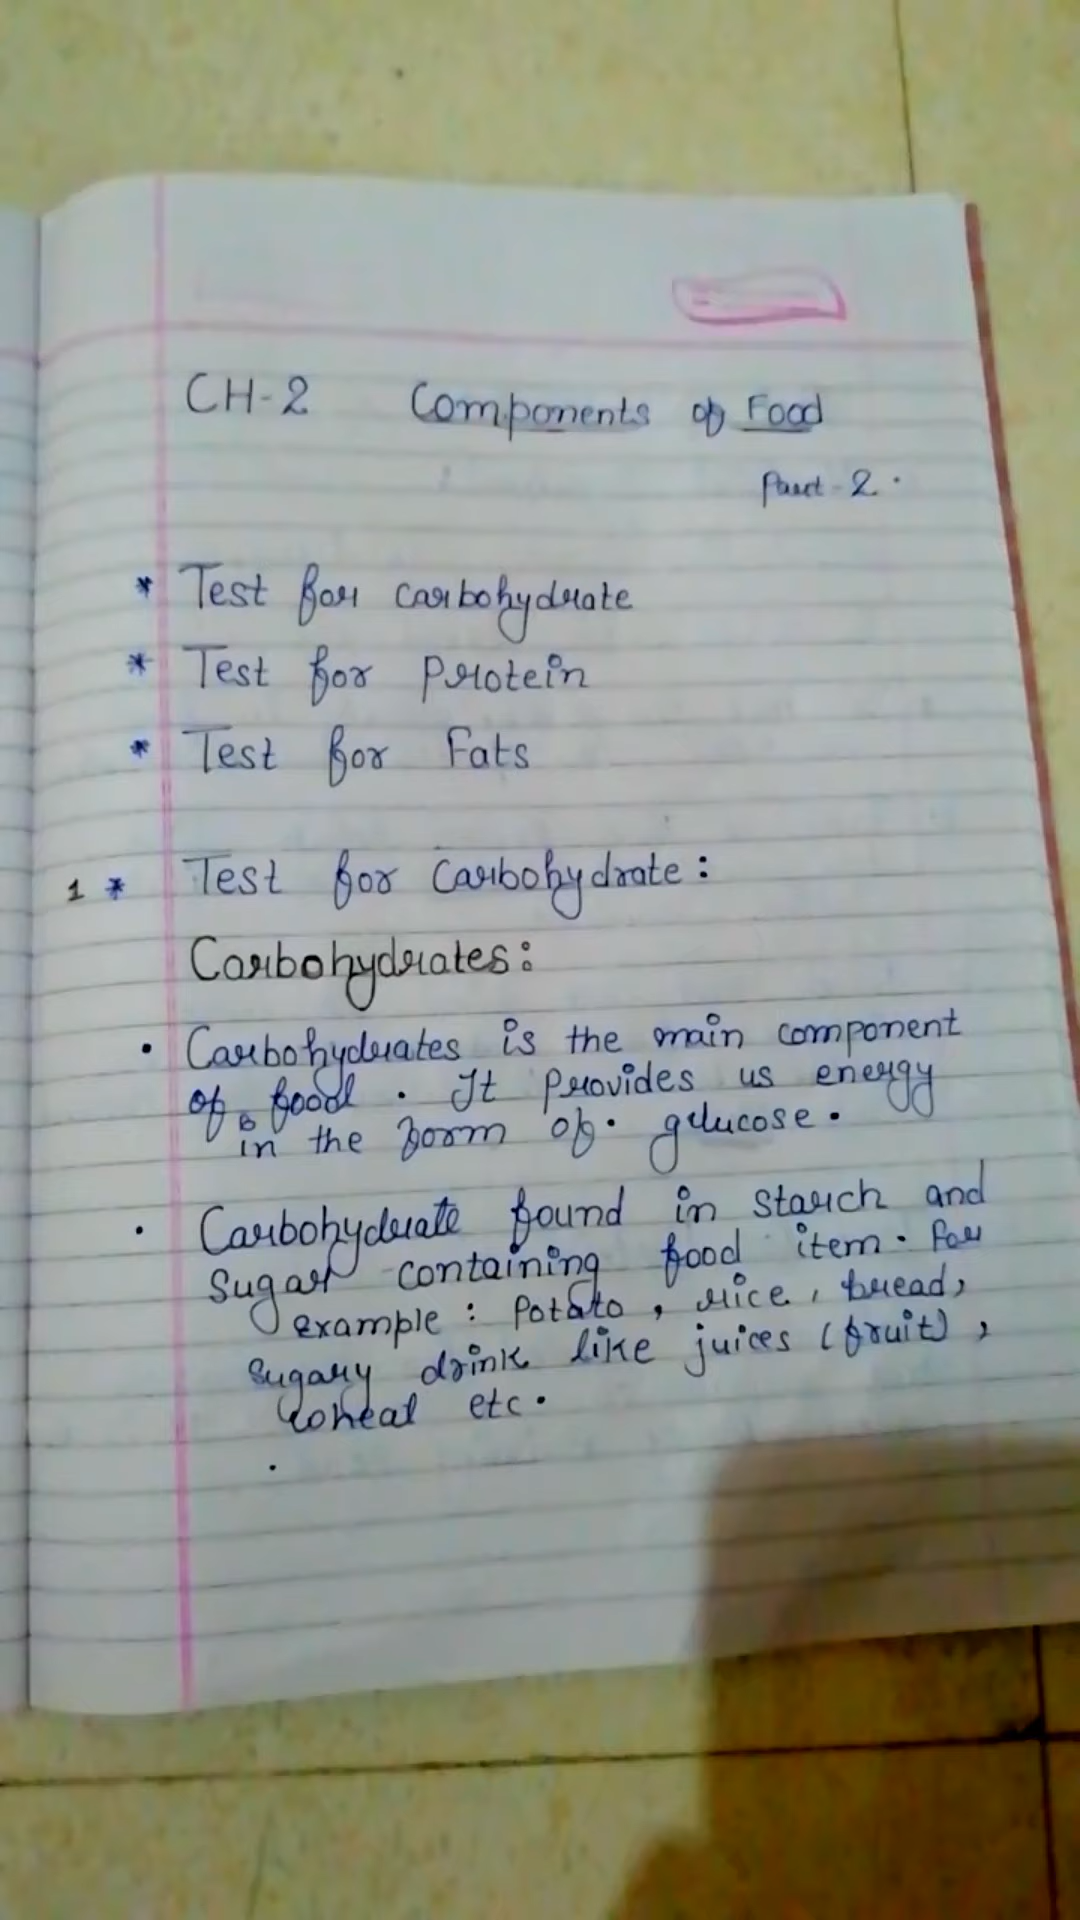 CH-2 Components of Food
Part-2.
* Test for carbohydrate
* Test for Protein
* Test for Fats
1 * Test for Carbohydrate:
Carbohydrates:
• Carbohydrates is the main component
of food. It Provides us energy
in the form of. glucose.
• Carbohydrate found in starch and
Sugar containing food item. For
example: Potato, rice, bread,
Sugary drink like juices (fruit),
wheat etc.
.